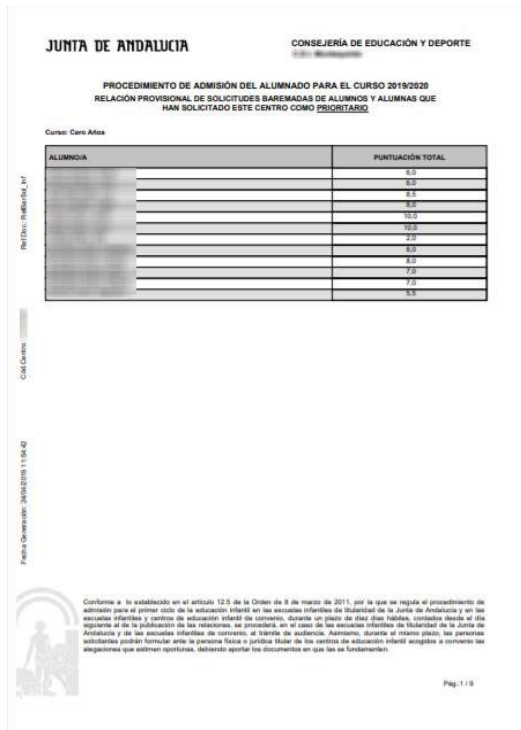 JUNTA DE ANDALUCIA
CONSEJERÍA DE EDUCACIÓN Y DEPORTE
PROCEDIMIENTO DE ADMISIÓN DEL ALUMNADO PARA EL CURSO 2019/2020
RELACIÓN PROVISIONAL DE SOLICITUDES BAREMADAS DE ALUMNOS Y ALUMNAS QUE
HAN SOLICITADO ESTE CENTRO COMO PRIORITARIO
Curso: Cero Años
ALUMNO/A PUNTUACIÓN TOTAL
6,0
6,0
8,5
8,0
10,0
10,0
2,0
8,0
8,0
7,0
7,0
5,5
Ref.Doc.: RelBarSol_Inf
Cód.Centro:
Fecha Generación: 24/04/2019 11:54:42
Conforme a lo establecido en el artículo 12.5 de la Orden de 8 de marzo de 2011, por la que se regula el procedimiento de
admisión para el primer ciclo de la educación infantil en las escuelas infantiles de titularidad de la Junta de Andalucía y en las
escuelas infantiles y centros de educación infantil de convenio, durante un plazo de diez días hábiles, contados desde el día
siguiente al de la publicación de las relaciones, se procederá, en el caso de las escuelas infantiles de titularidad de la Junta de
Andalucía y de las escuelas infantiles de convenio, al trámite de audiencia. Asimismo, durante el mismo plazo, las personas
solicitantes podrán formular ante la persona física o jurídica titular de los centros de educación infantil acogidos a convenio las
alegaciones que estimen oportunas, debiendo aportar los documentos en que las se fundamenten.
Pág.:1 /